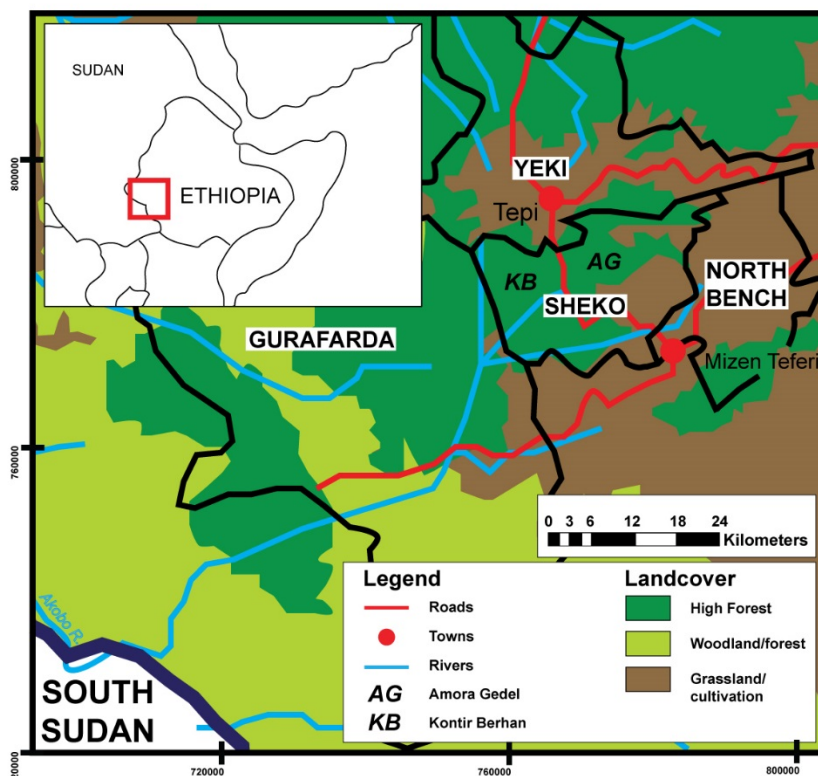 SUDAN
ETHIOPIA
800000
YEKI
Tepi
KB
AG
SHEKO
NORTH
BENCH
GURAFARDA
Mizen Teferi
760000
0 3 6 12 18 24
Kilometers
Legend
Roads
Towns
Rivers
AG Amora Gedel
KB Kontir Berhan
Landcover
High Forest
Woodland/forest
Grassland/
cultivation
Akobo R.
SOUTH
SUDAN
720000
720000
760000
800000